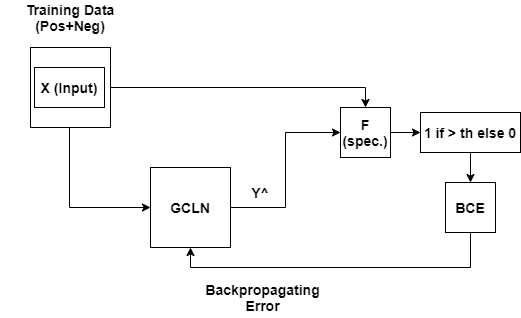 Training Data
(Pos+Neg)
X (Input)
F
(spec.)
1 if > th else 0
Y^
GCLN
BCE
Backpropagating
Error